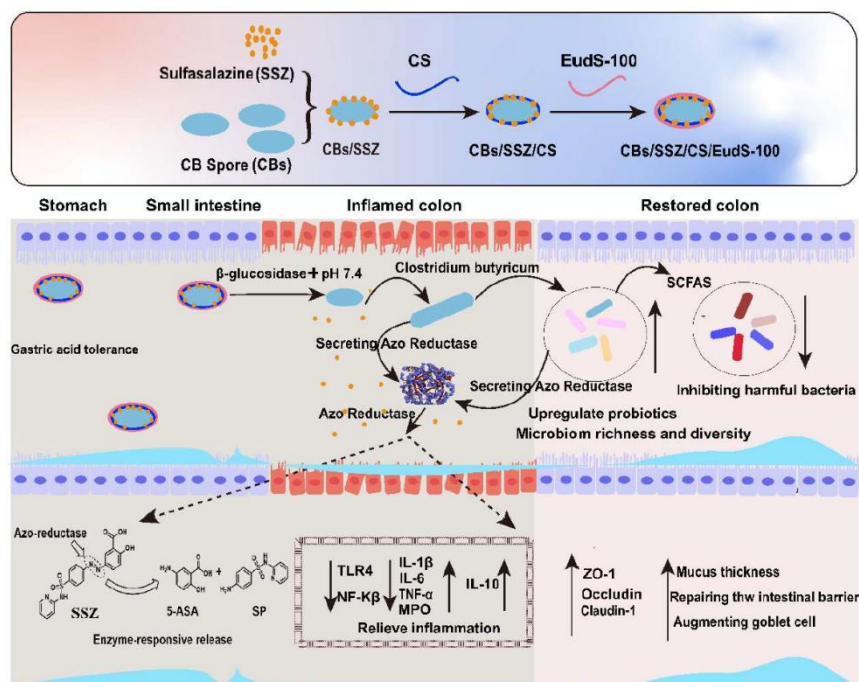 Sulfasalazine (SSZ)
CB Spore (CBs)
CBs/SSZ
CS
CBs/SSZ/CS
EudS-100
CBs/SSZ/CS/EudS-100
Stomach
Small intestine
Inflamed colon
Restored colon
β-glucosidase+ pH 7.4
Clostridium butyricum
SCFAS
Gastric acid tolerance
Secreting Azo Reductase
Azo Reductase
Secreting Azo Reductase
Upregulate probiotics
Microbiom richness and diversity
Inhibiting harmful bacteria
Azo-reductase
SSZ
5-ASA
+
SP
Enzyme-responsive release
TLR4
NF-Kβ
IL-1β
IL-6
TNF-α
MPO
IL-10
Relieve inflammation
ZO-1
Occludin
Claudin-1
Mucus thickness
Repairing thw intestinal barrier
Augmenting goblet cell